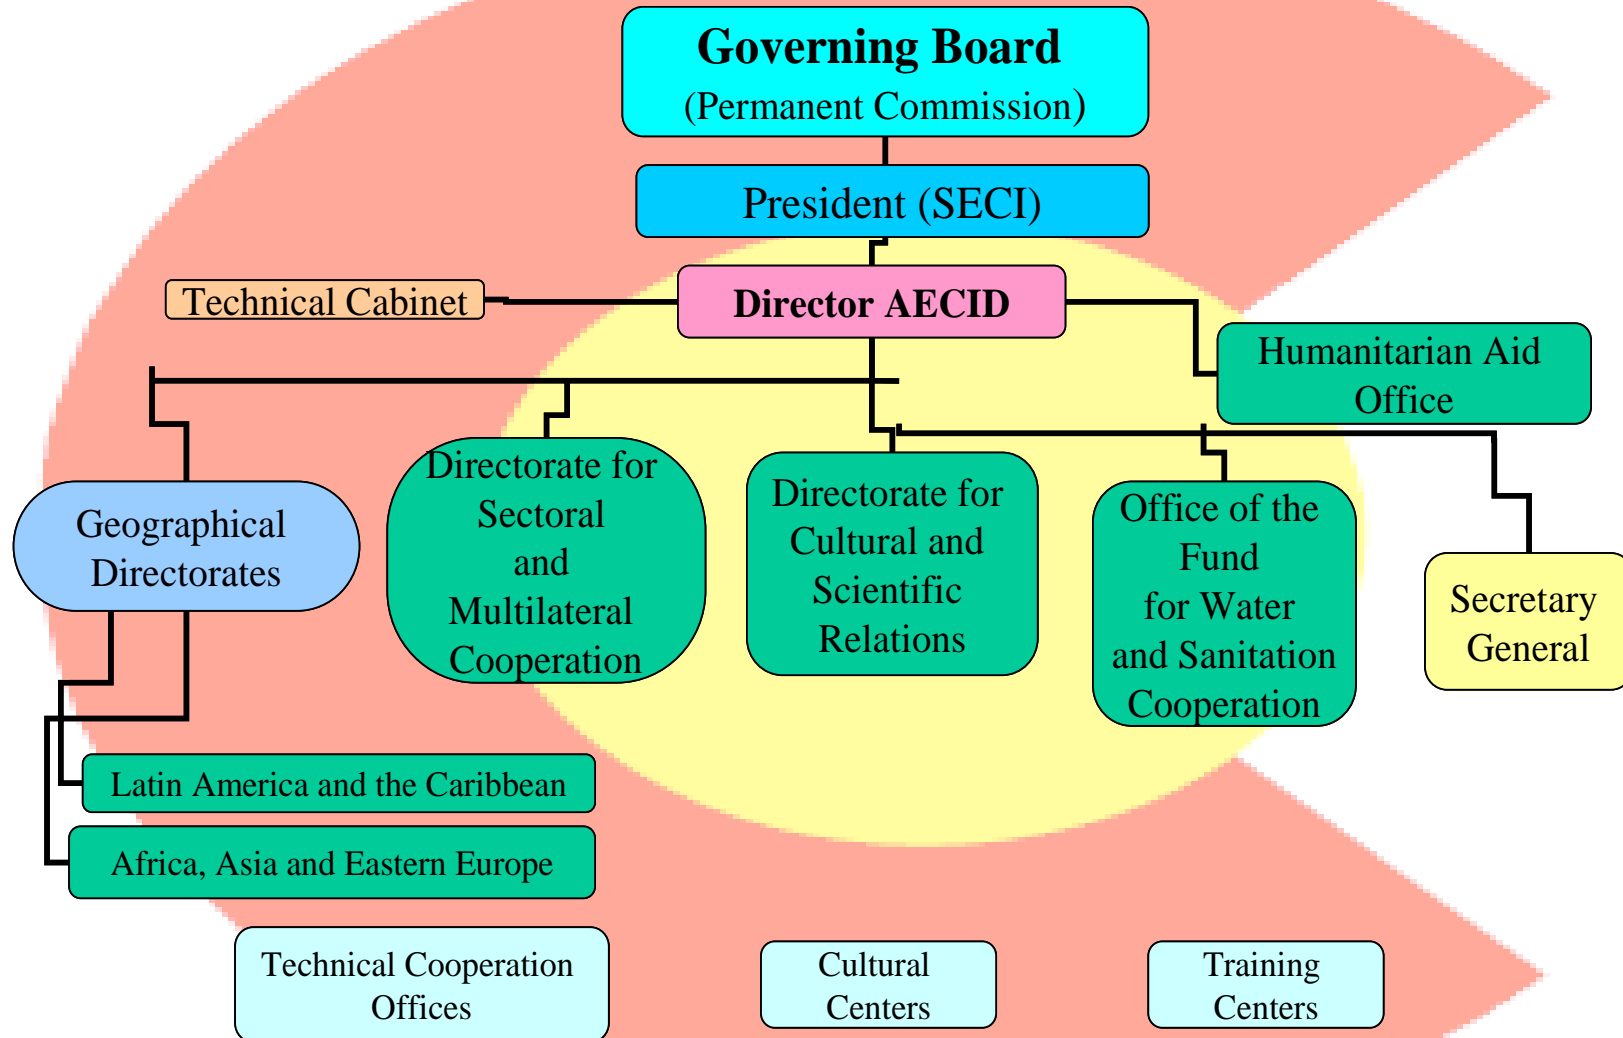 Governing Board
(Permanent Commission)
President (SECI)
Technical Cabinet
Director AECID
Humanitarian Aid
Office
Geographical
Directorates
Directorate for
Sectoral
and
Multilateral
Cooperation
Directorate for
Cultural and
Scientific
Relations
Office of the
Fund
for Water
and Sanitation
Cooperation
Secretary
General
Latin America and the Caribbean
Africa, Asia and Eastern Europe
Technical Cooperation
Offices
Cultural
Centers
Training
Centers